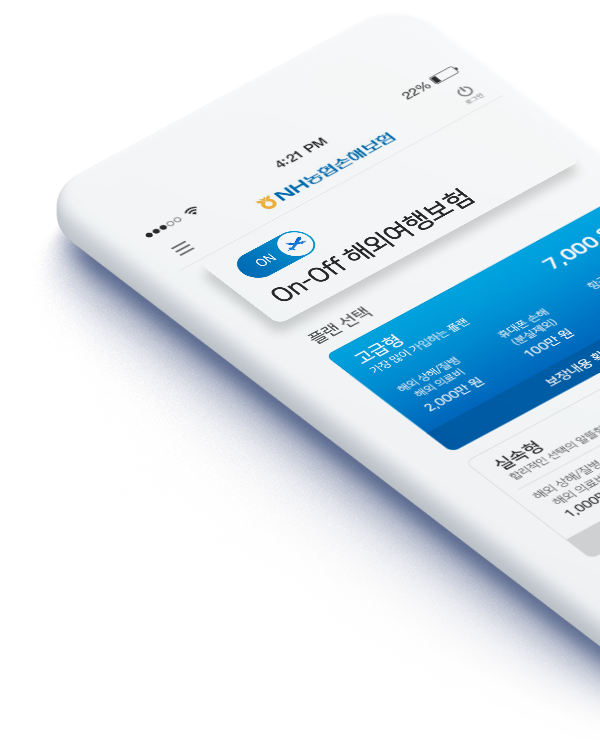 4:21 PM
22%
NH농협손해보험
로그인
ON
On-Off 해외여행보험
플랜 선택
고급형
7,000
가장 많이 가입하는 플랜
해외 상해/질병
해외 의료비
2,000만 원
휴대폰 손해
(분실제외)
100만 원
보장내용
실속형
합리적인 선택의 알뜰
해외 상해/질병
해외 의료비
1,000만